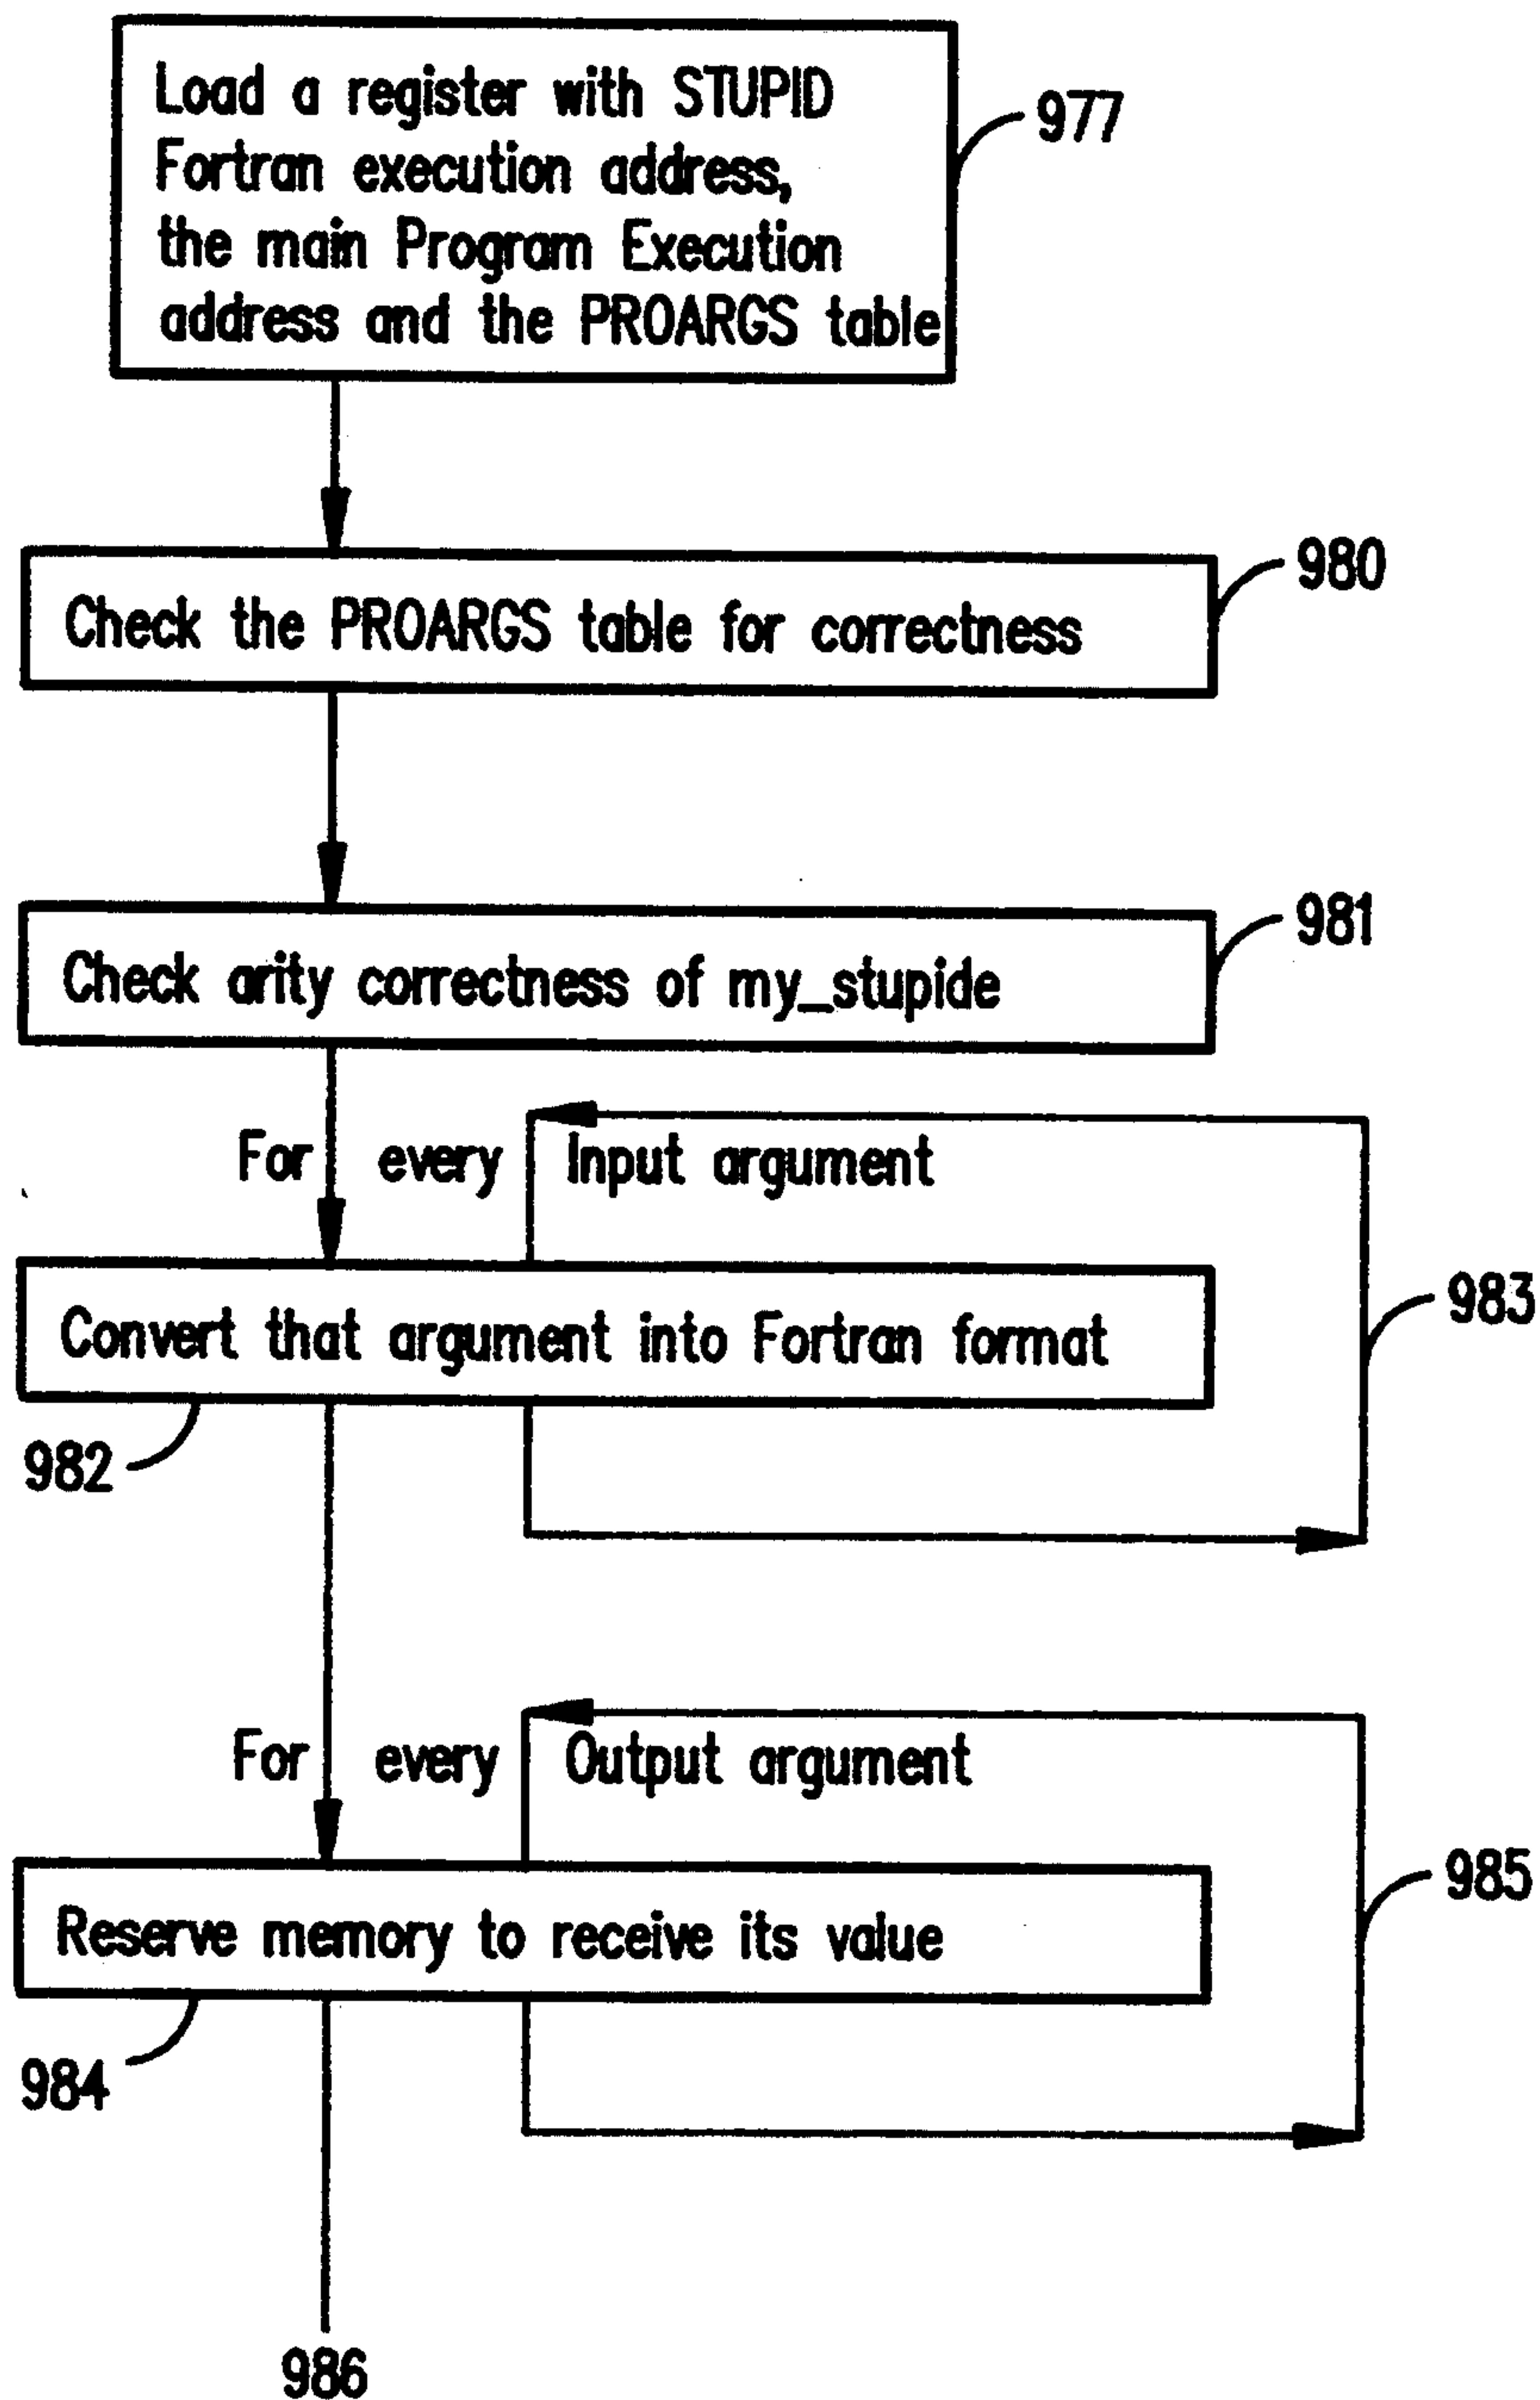 Load a register with STUPID
Fortran execution address,
the main Program Execution
address and the PROARGS table
977
980
Check the PROARGS table for correctness
981
Check arity correctness of my_stupide
For every Input argument
983
Convert that argument into Fortran format
982
For every Output argument
985
Reserve memory to receive its value
984
986